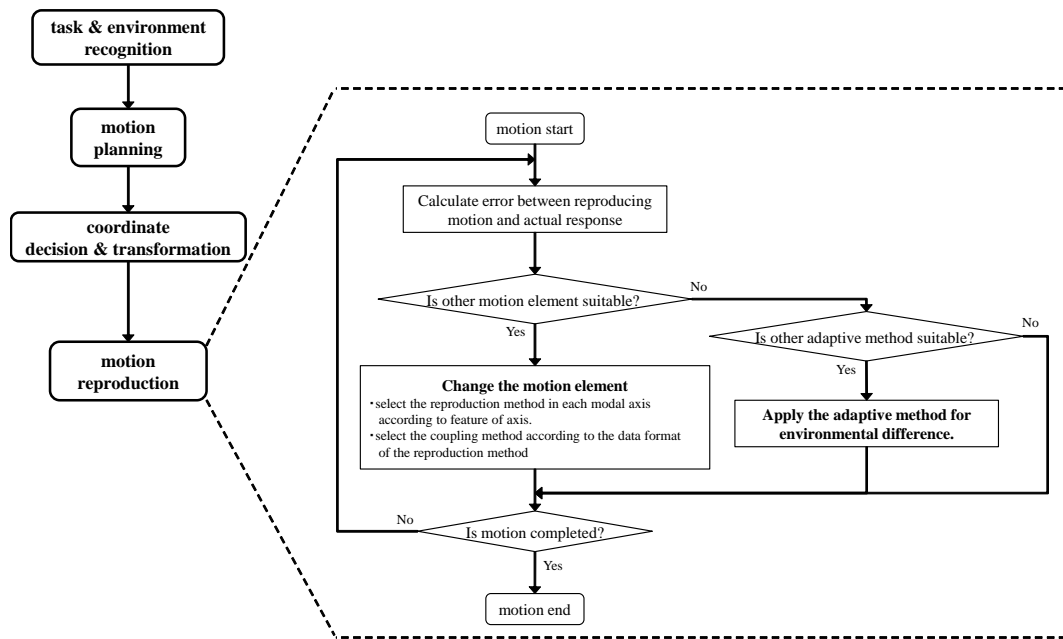 task & environment
recognition
motion
planning
coordinate
decision & transformation
motion
reproduction
motion start
Calculate error between reproducing
motion and actual response
Is other motion element suitable?
No
Yes
Is other adaptive method suitable?
No
Yes
Change the motion element
・select the reproduction method in each modal axis
according to feature of axis.
・select the coupling method according to the data format
of the reproduction method
Apply the adaptive method for
environmental difference.
Is motion completed?
No
Yes
motion end